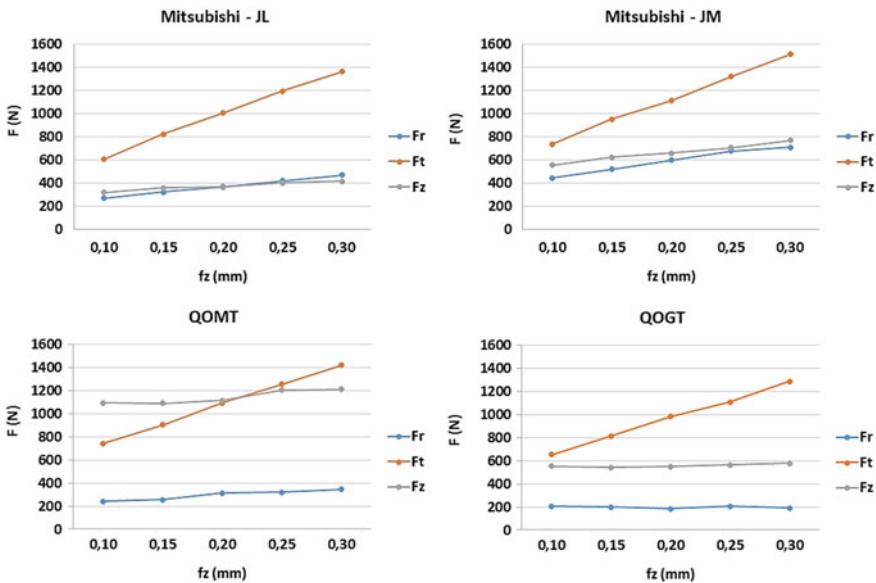 Mitsubishi - JL
F (N)
1600
1400
1200
1000
800
600
400
200
0
0,10 0,15 0,20 0,25 0,30
fz (mm)
Fr
Ft
Fz
Mitsubishi - JM
F (N)
1600
1400
1200
1000
800
600
400
200
0
0,10 0,15 0,20 0,25 0,30
fz (mm)
Fr
Ft
Fz
QOMT
F (N)
1600
1400
1200
1000
800
600
400
200
0
0,10 0,15 0,20 0,25 0,30
fz (mm)
Fr
Ft
Fz
QOGT
F (N)
1600
1400
1200
1000
800
600
400
200
0
0,10 0,15 0,20 0,25 0,30
fz (mm)
Fr
Ft
Fz